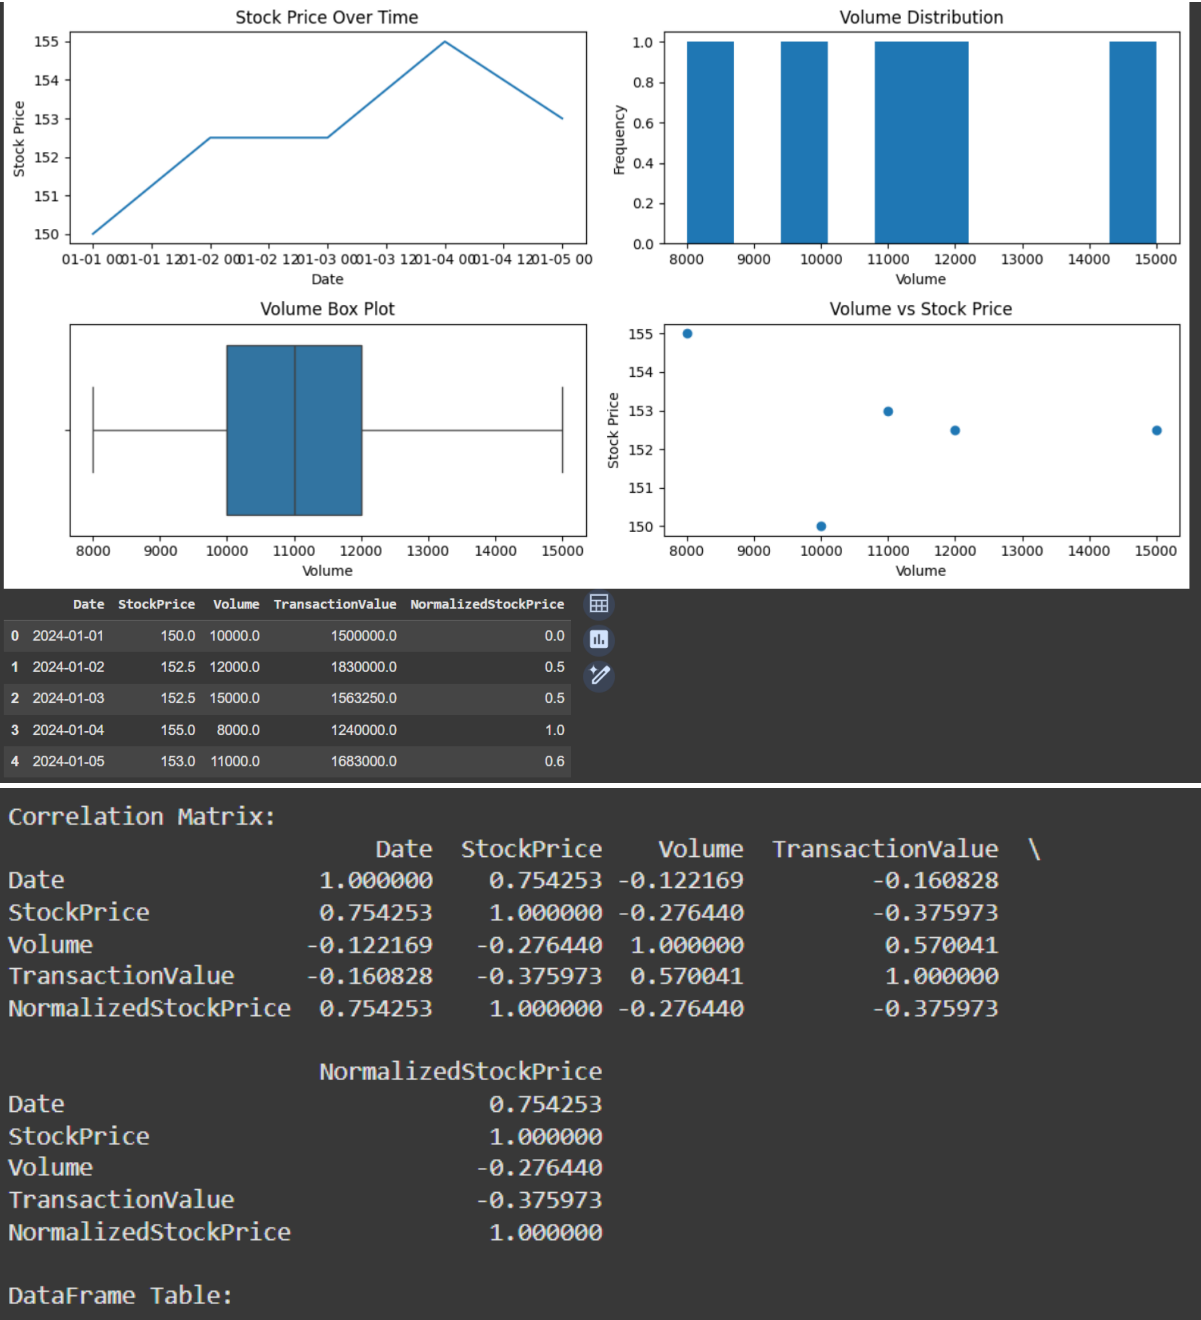 Stock Price Over Time
Stock Price
155
154
153
152
151
150
01-01 00 01-01 12 01-02 00 01-02 12 01-03 00 01-03 12 01-04 00 01-04 12 01-05 00
Date
Volume Distribution
Frequency
1.0
0.8
0.6
0.4
0.2
0.0
8000 9000 10000 11000 12000 13000 14000 15000
Volume
Volume Box Plot
8000 9000 10000 11000 12000 13000 14000 15000
Volume
Volume vs Stock Price
Stock Price
155
154
153
152
151
150
8000 9000 10000 11000 12000 13000 14000 15000
Volume
Date StockPrice Volume TransactionValue NormalizedStockPrice
0 2024-01-01 150.0 10000.0 1500000.0 0.0
1 2024-01-02 152.5 12000.0 1830000.0 0.5
2 2024-01-03 152.5 15000.0 1563250.0 0.5
3 2024-01-04 155.0 8000.0 1240000.0 1.0
4 2024-01-05 153.0 11000.0 1683000.0 0.6
Correlation Matrix:
Date StockPrice Volume TransactionValue \
Date 1.000000 0.754253 -0.122169 -0.160828
StockPrice 0.754253 1.000000 -0.276440 -0.375973
Volume -0.122169 -0.276440 1.000000 0.570041
TransactionValue -0.160828 -0.375973 0.570041 1.000000
NormalizedStockPrice 0.754253 1.000000 -0.276440 -0.375973
NormalizedStockPrice
Date 0.754253
StockPrice 1.000000
Volume -0.276440
TransactionValue -0.375973
NormalizedStockPrice 1.000000
DataFrame Table: